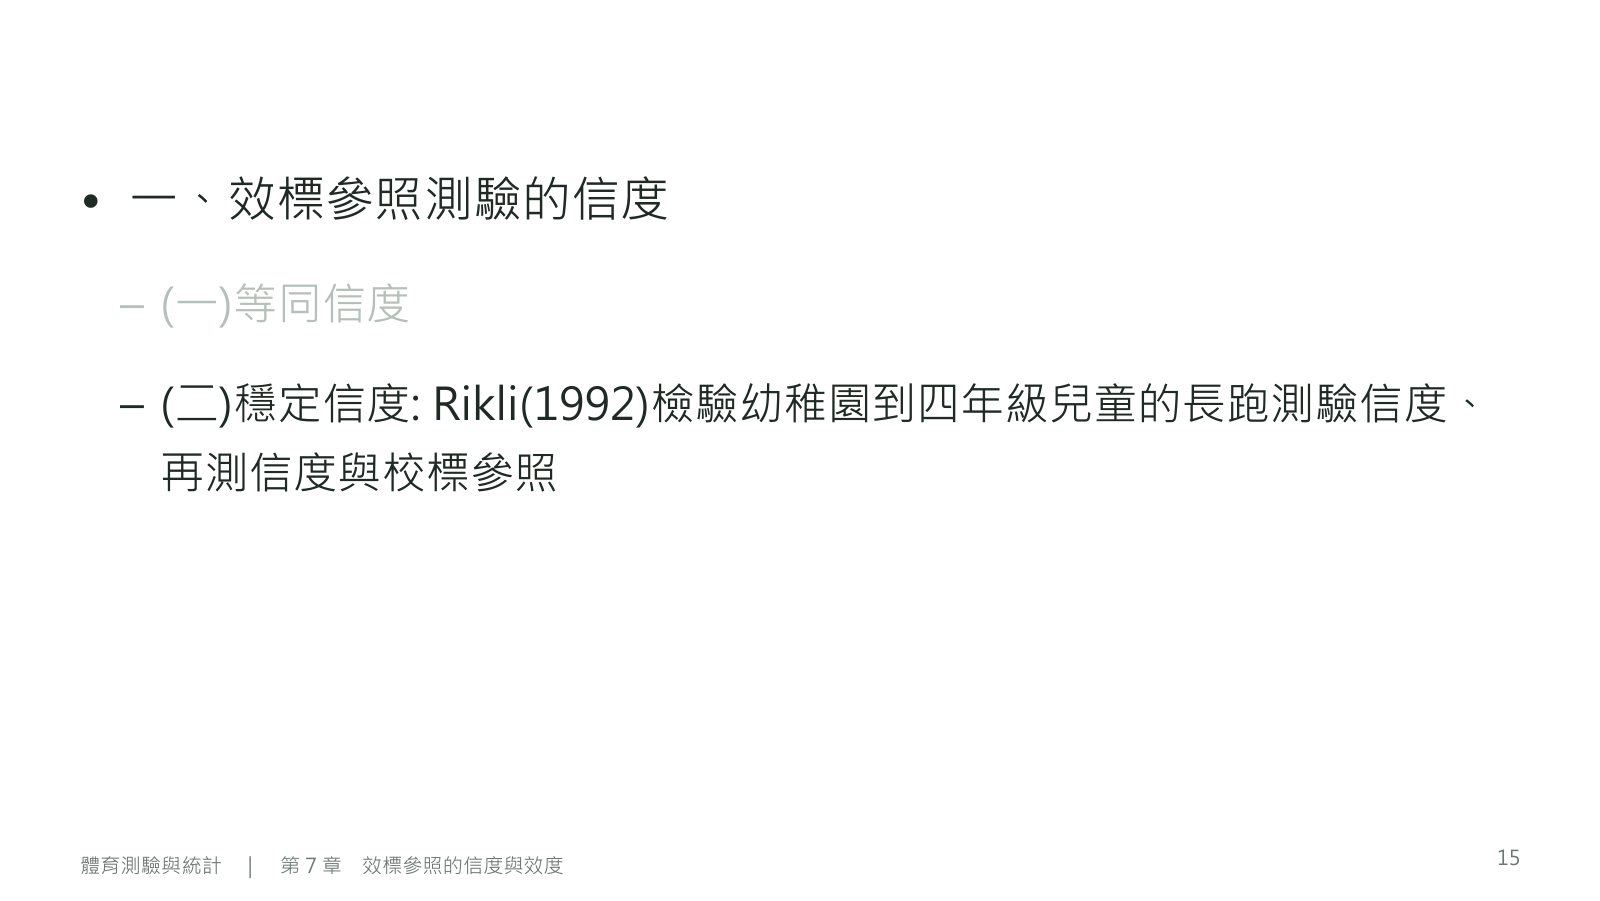 • 一、效標參照測驗的信度
– (一)等同信度
– (二)穩定信度: Rikli(1992)檢驗幼稚園到四年級兒童的長跑測驗信度、
再測信度與校標參照
體育測驗與統計 | 第 7 章 效標參照的信度與效度
15